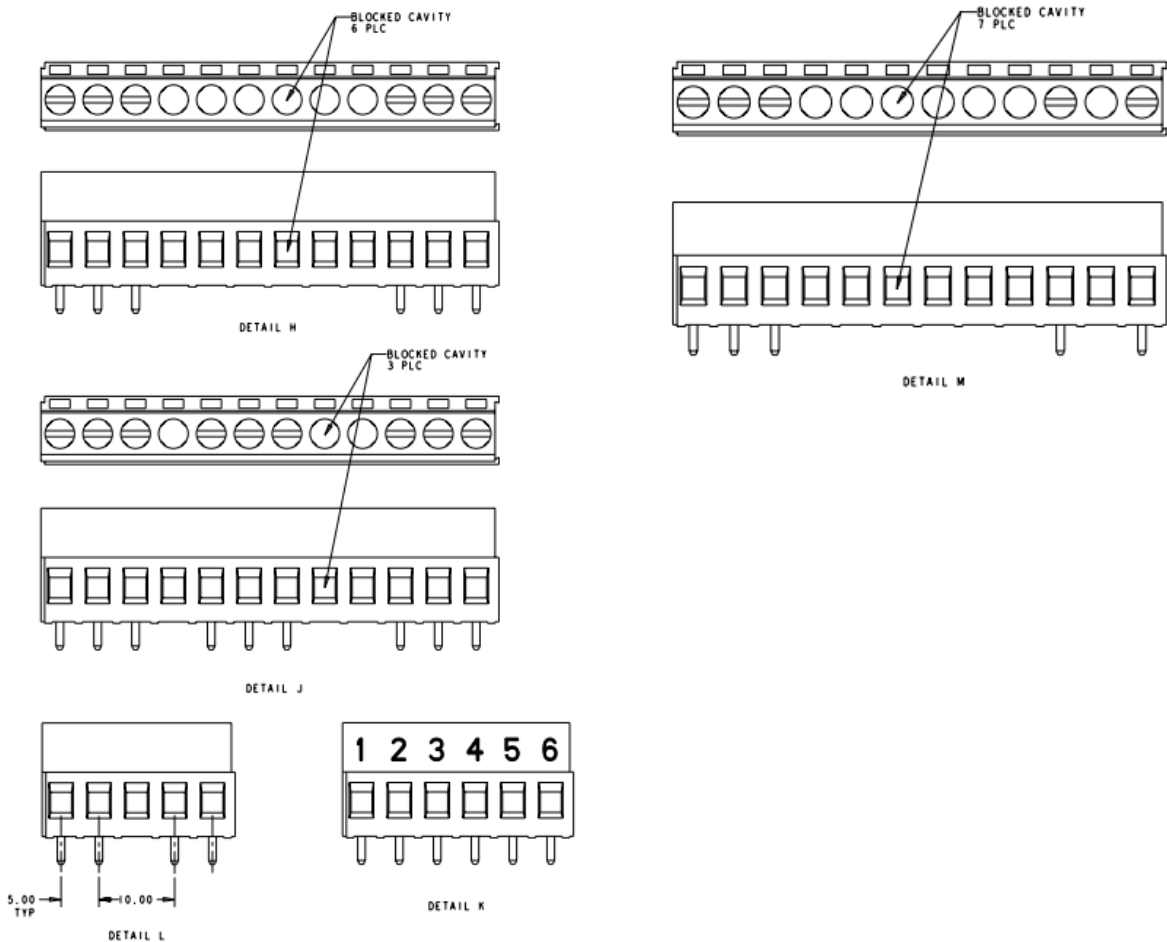 BLOCKED CAVITY
6 PLC
DETAIL H
BLOCKED CAVITY
7 PLC
DETAIL M
BLOCKED CAVITY
3 PLC
DETAIL J
5.00
TYP
10.00
DETAIL L
1 2 3 4 5 6
DETAIL K